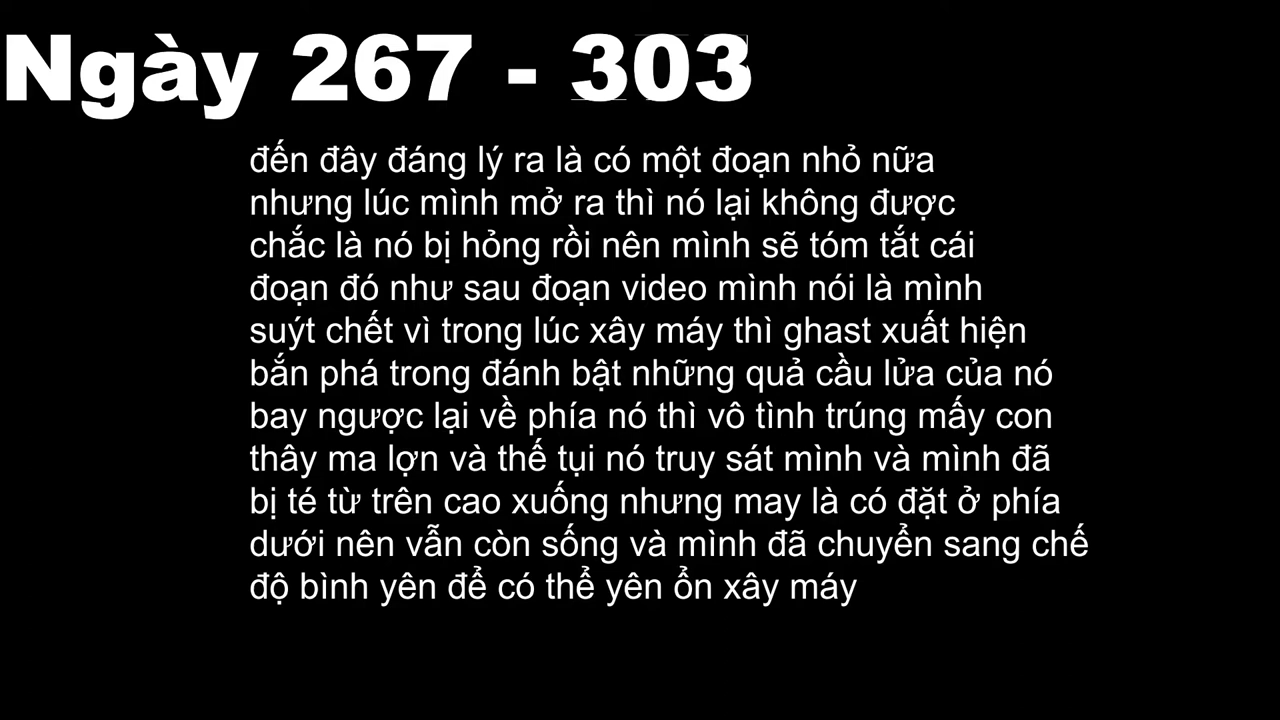 Ngày 267 - 303
đến đây đáng lý ra là có một đoạn nhỏ nữa
nhưng lúc mình mở ra thì nó lại không được
chắc là nó bị hỏng rồi nên mình sẽ tóm tắt cái
đoạn đó như sau đoạn video mình nói là mình
suýt chết vì trong lúc xây máy thì ghast xuất hiện
bắn phá trong đánh bật những quả cầu lửa của nó
bay ngược lại về phía nó thì vô tình trúng mấy con
thây ma lợn và thế tụi nó truy sát mình và mình đã
bị té từ trên cao xuống nhưng may là có đặt ở phía
dưới nên vẫn còn sống và mình đã chuyển sang chế
độ bình yên để có thể yên ổn xây máy